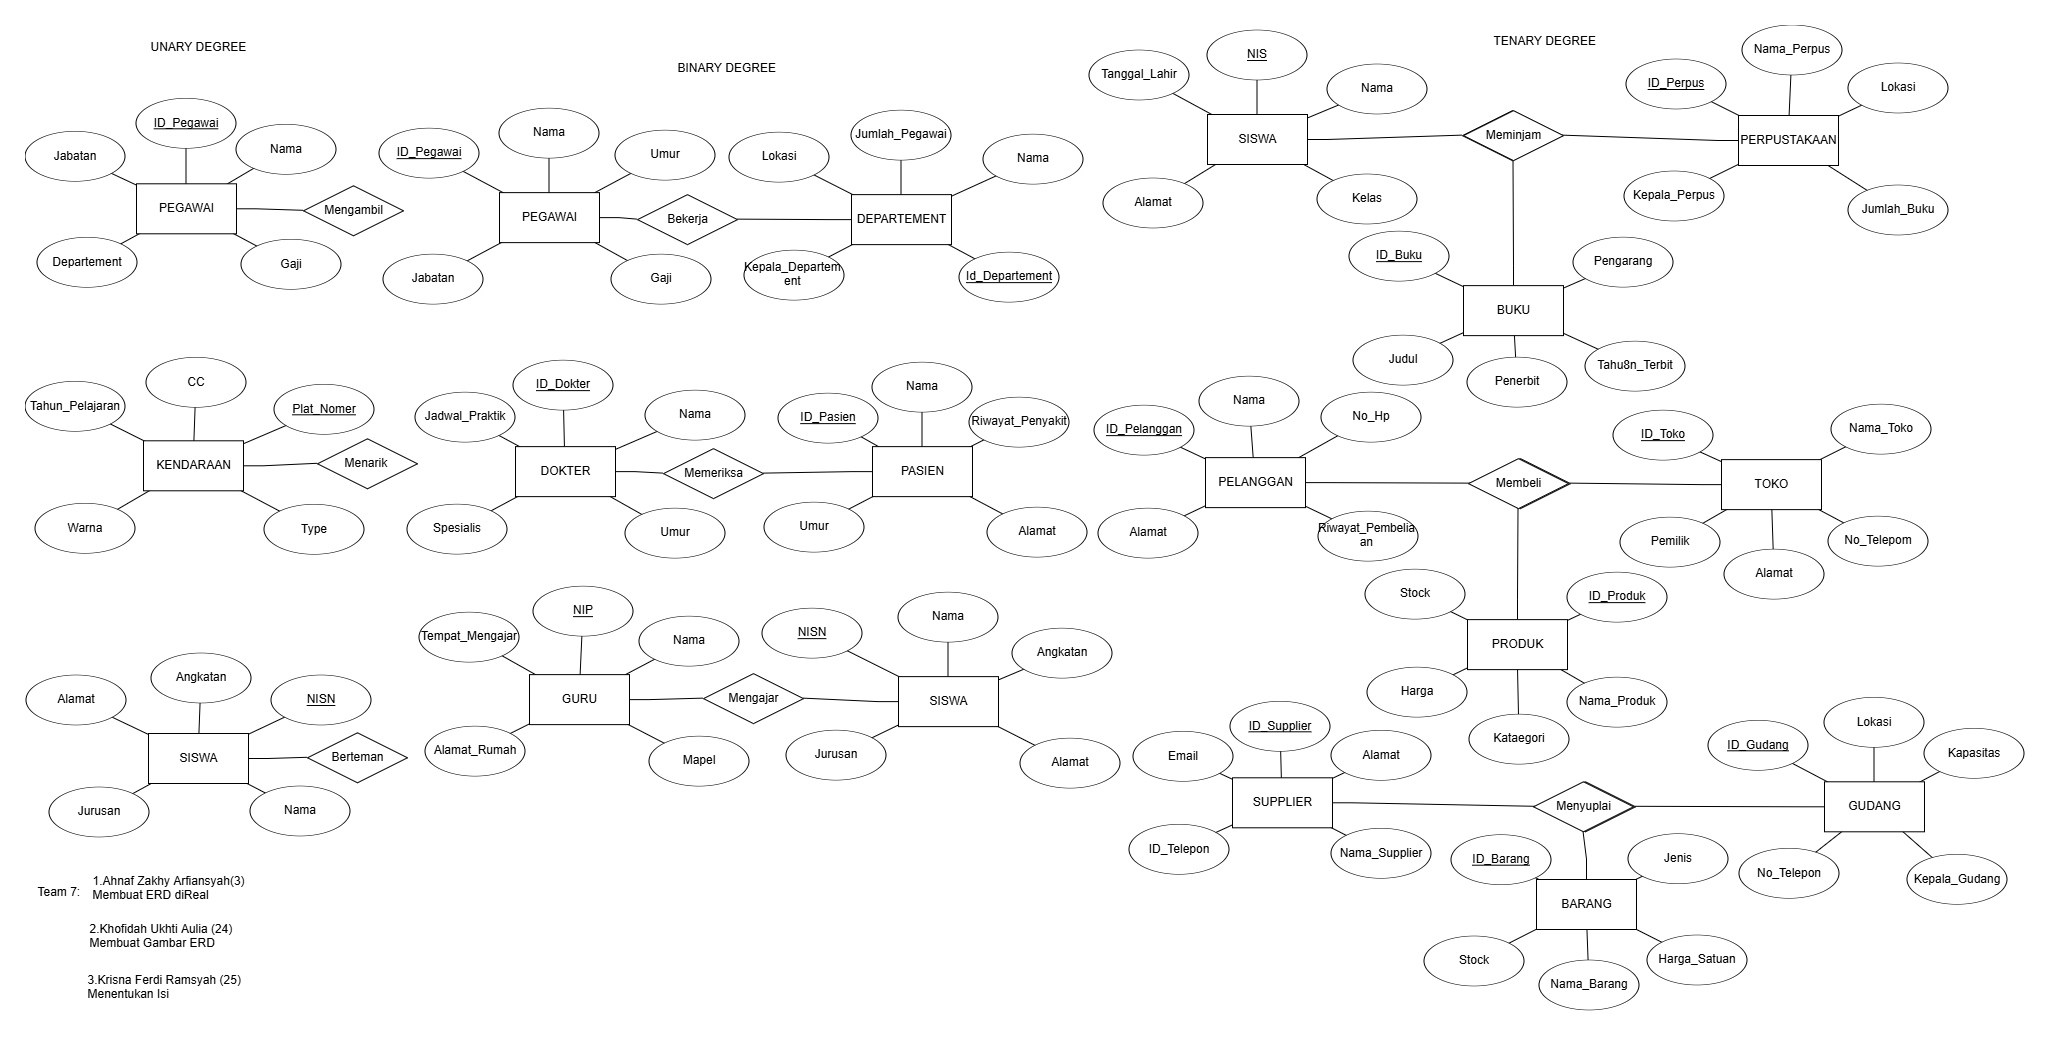 UNARY DEGREE
ID_Pegawai
Jabatan
Nama
PEGAWAI
Mengambil
Departement
Gaji
CC
Tahun_Pelajaran
Plat_Nomer
KENDARAAN
Menarik
Warna
Type
Angkatan
Alamat
NISN
SISWA
Berteman
Jurusan
Nama
BINARY DEGREE
ID_Pegawai
Nama
Umur
PEGAWAI
Bekerja
Jabatan
Gaji
Lokasi
Jumlah_Pegawai
Nama
DEPARTEMENT
Kepala_Departem
ent
Id_Departement
Jadwal_Praktik
ID_Dokter
Nama
DOKTER
Memeriksa
Spesialis
Umur
ID_Pasien
Nama
Riwayat_Penyakit
PASIEN
Umur
Alamat
Tempat_Mengajar
NIP
Nama
GURU
Mengajar
Alamat_Rumah
Mapel
NISN
Nama
Angkatan
SISWA
Jurusan
Alamat
TENARY DEGREE
Tanggal_Lahir
NIS
Nama
SISWA
Meminjam
Alamat
Kelas
ID_Perpus
Nama_Perpus
Lokasi
PERPUSTAKAAN
Kepala_Perpus
Jumlah_Buku
ID_Buku
Pengarang
BUKU
Judul
Penerbit
Tahu8n_Terbit
ID_Pelanggan
Nama
No_Hp
PELANGGAN
Membeli
Alamat
Riwayat_Pembelia
an
ID_Toko
Nama_Toko
TOKO
Pemilik
Alamat
No_Telepom
Stock
ID_Produk
PRODUK
Harga
Kataegori
Nama_Produk
Email
ID_Supplier
Alamat
SUPPLIER
Menyuplai
ID_Telepon
Nama_Supplier
ID_Gudang
Lokasi
Kapasitas
GUDANG
No_Telepon
Kepala_Gudang
ID_Barang
Jenis
BARANG
Stock
Nama_Barang
Harga_Satuan
Team 7:
1.Ahnaf Zakhy Arfiansyah(3)
Membuat ERD diReal
2.Khofidah Ukhti Aulia (24)
Membuat Gambar ERD
3.Krisna Ferdi Ramsyah (25)
Menentukan Isi